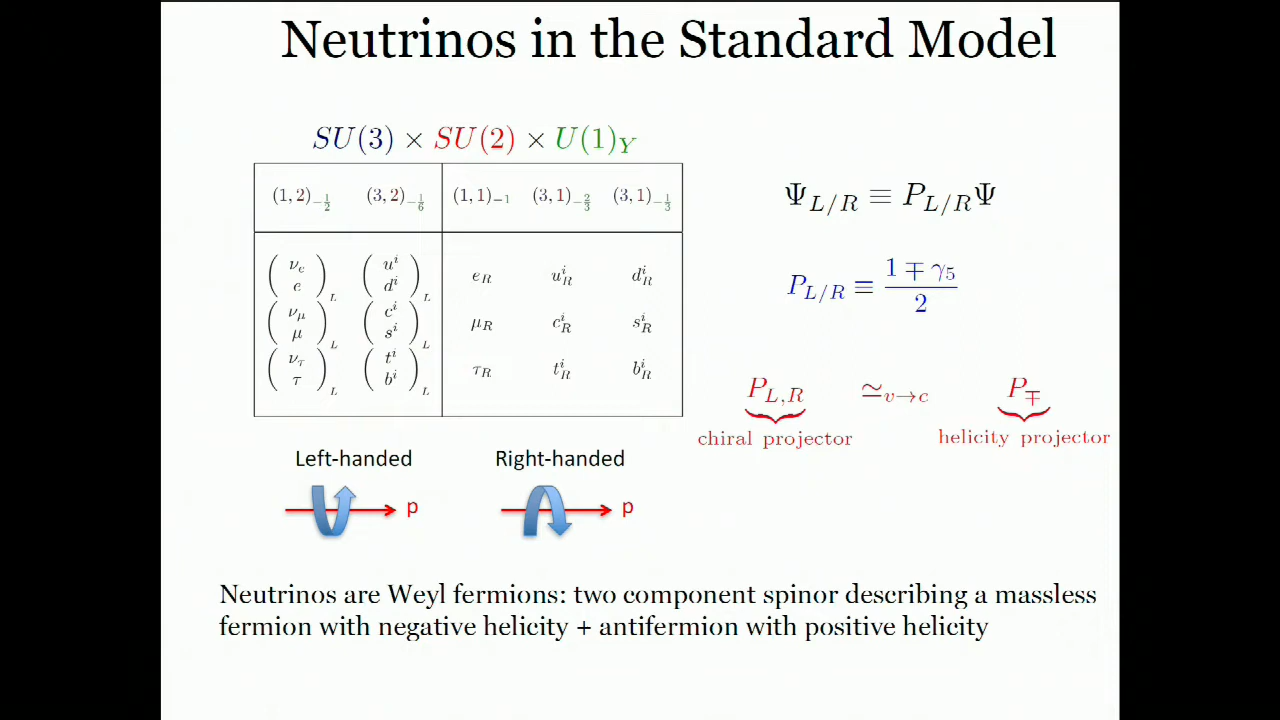 Neutrinos in the Standard Model
SU(3) × SU(2) × U(1)_Y
(1, 2)_{-1/2} (3, 2)_{-1/6} (1, 1)_{-1} (3, 1)_{-2/3} (3, 1)_{-1/3}
(ν_e e)_L (u^i d^i)_L e_R u^i_R d^i_R
(ν_μ μ)_L (c^i s^i)_L μ_R c^i_R s^i_R
(ν_τ τ)_L (t^i b^i)_L τ_R t^i_R b^i_R
Ψ_{L/R} ≡ P_{L/R}Ψ
P_{L/R} ≡ (1 ∓ γ_5)/2
P_{L,R} ≃_{v→c} P_∓
chiral projector helicity projector
Left-handed Right-handed
p p
Neutrinos are Weyl fermions: two component spinor describing a massless
fermion with negative helicity + antifermion with positive helicity